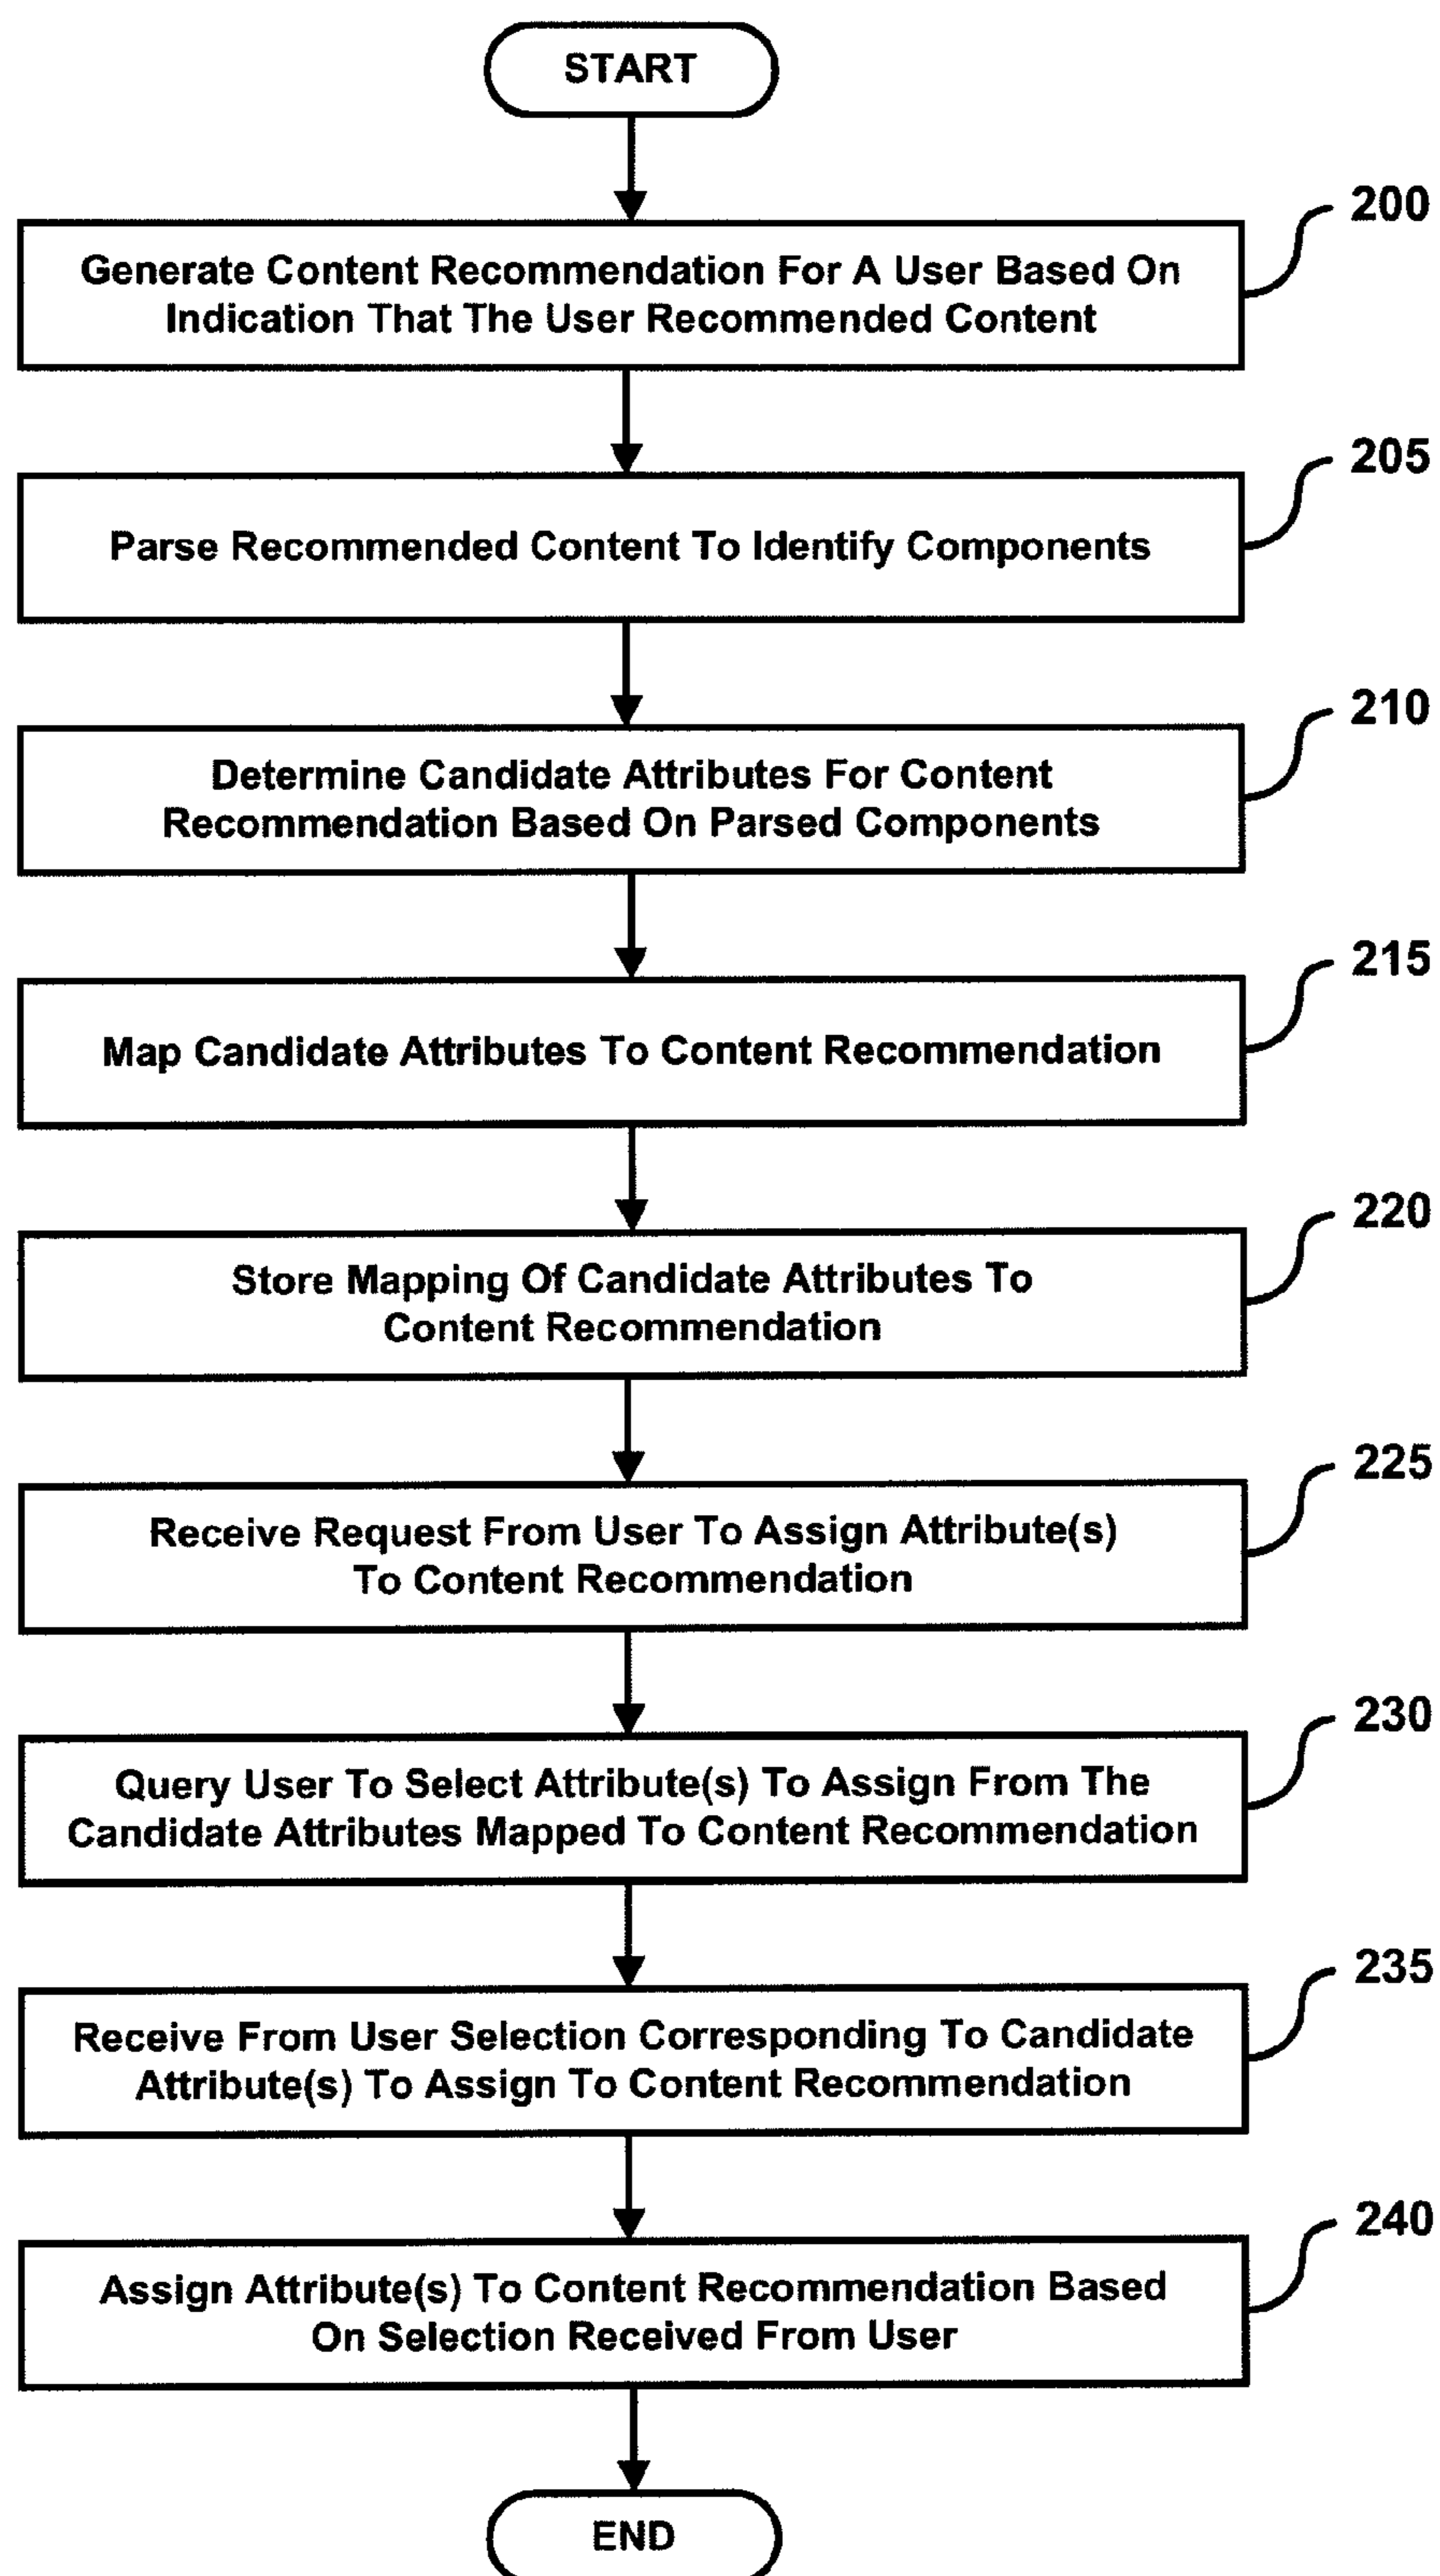 START
200
Generate Content Recommendation For A User Based On
Indication That The User Recommended Content
205
Parse Recommended Content To Identify Components
210
Determine Candidate Attributes For Content
Recommendation Based On Parsed Components
215
Map Candidate Attributes To Content Recommendation
220
Store Mapping Of Candidate Attributes To
Content Recommendation
225
Receive Request From User To Assign Attribute(s)
To Content Recommendation
230
Query User To Select Attribute(s) To Assign From The
Candidate Attributes Mapped To Content Recommendation
235
Receive From User Selection Corresponding To Candidate
Attribute(s) To Assign To Content Recommendation
240
Assign Attribute(s) To Content Recommendation Based
On Selection Received From User
END